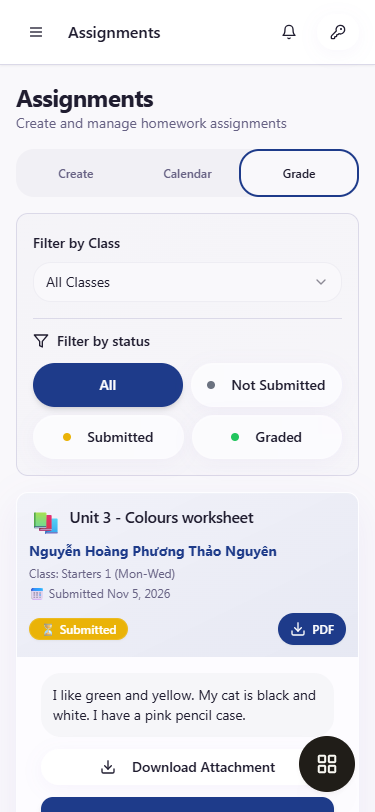 Assignments
Assignments
Create and manage homework assignments
Create
Calendar
Grade
Filter by Class
All Classes
Filter by status
All
Not Submitted
Submitted
Graded
Unit 3 - Colours worksheet
Nguyễn Hoàng Phương Thảo Nguyên
Class: Starters 1 (Mon-Wed)
Submitted Nov 5, 2026
Submitted
PDF
I like green and yellow. My cat is black and
white. I have a pink pencil case.
Download Attachment